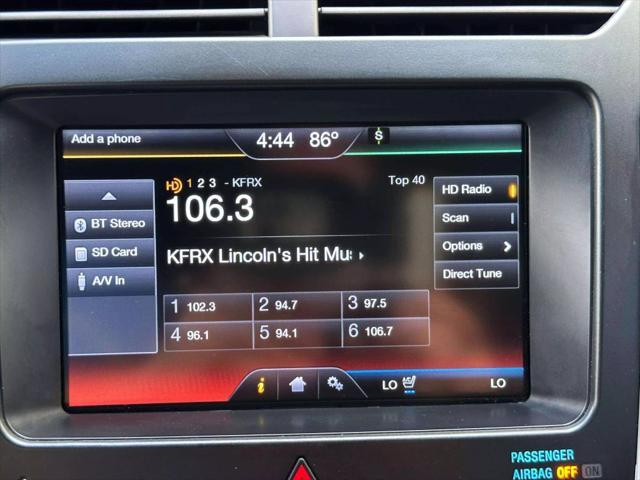 Add a phone
4:44 86°
S
HD 1 2 3 - KFRX
Top 40
106.3
BT Stereo
SD Card
A/V In
KFRX Lincoln's Hit Mu
HD Radio
Scan
Options
Direct Tune
1 102.3
2 94.7
3 97.5
4 96.1
5 94.1
6 106.7
i
LO
LO
PASSENGER
AIRBAG OFF ON